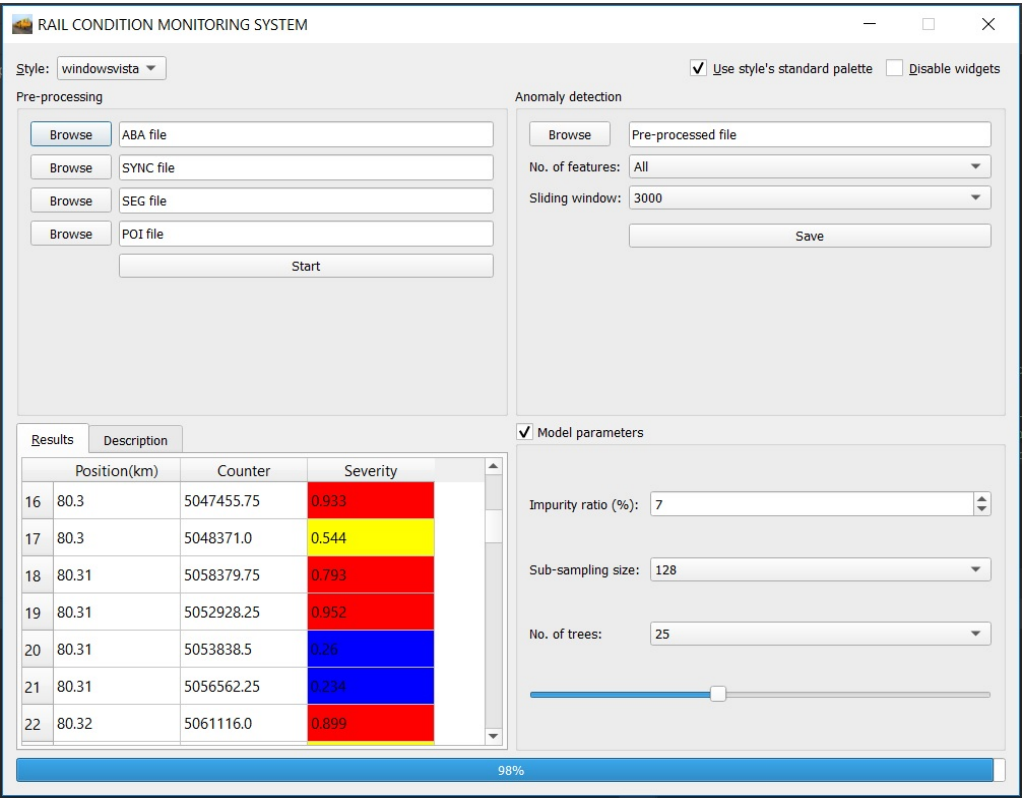 RAIL CONDITION MONITORING SYSTEM
Style: windowsvista
Use style's standard palette Disable widgets
Pre-processing
Browse ABA file
Browse SYNC file
Browse SEG file
Browse POI file
Start
Anomaly detection
Browse Pre-processed file
No. of features: All
Sliding window: 3000
Save
Results Description
Position(km) Counter Severity
16 80.3 5047455.75 0.933
17 80.3 5048371.0 0.544
18 80.31 5058379.75 0.793
19 80.31 5052928.25 0.952
20 80.31 5053838.5 0.26
21 80.31 5056562.25 0.234
22 80.32 5061116.0 0.899
Model parameters
Impurity ratio (%): 7
Sub-sampling size: 128
No. of trees: 25
98%